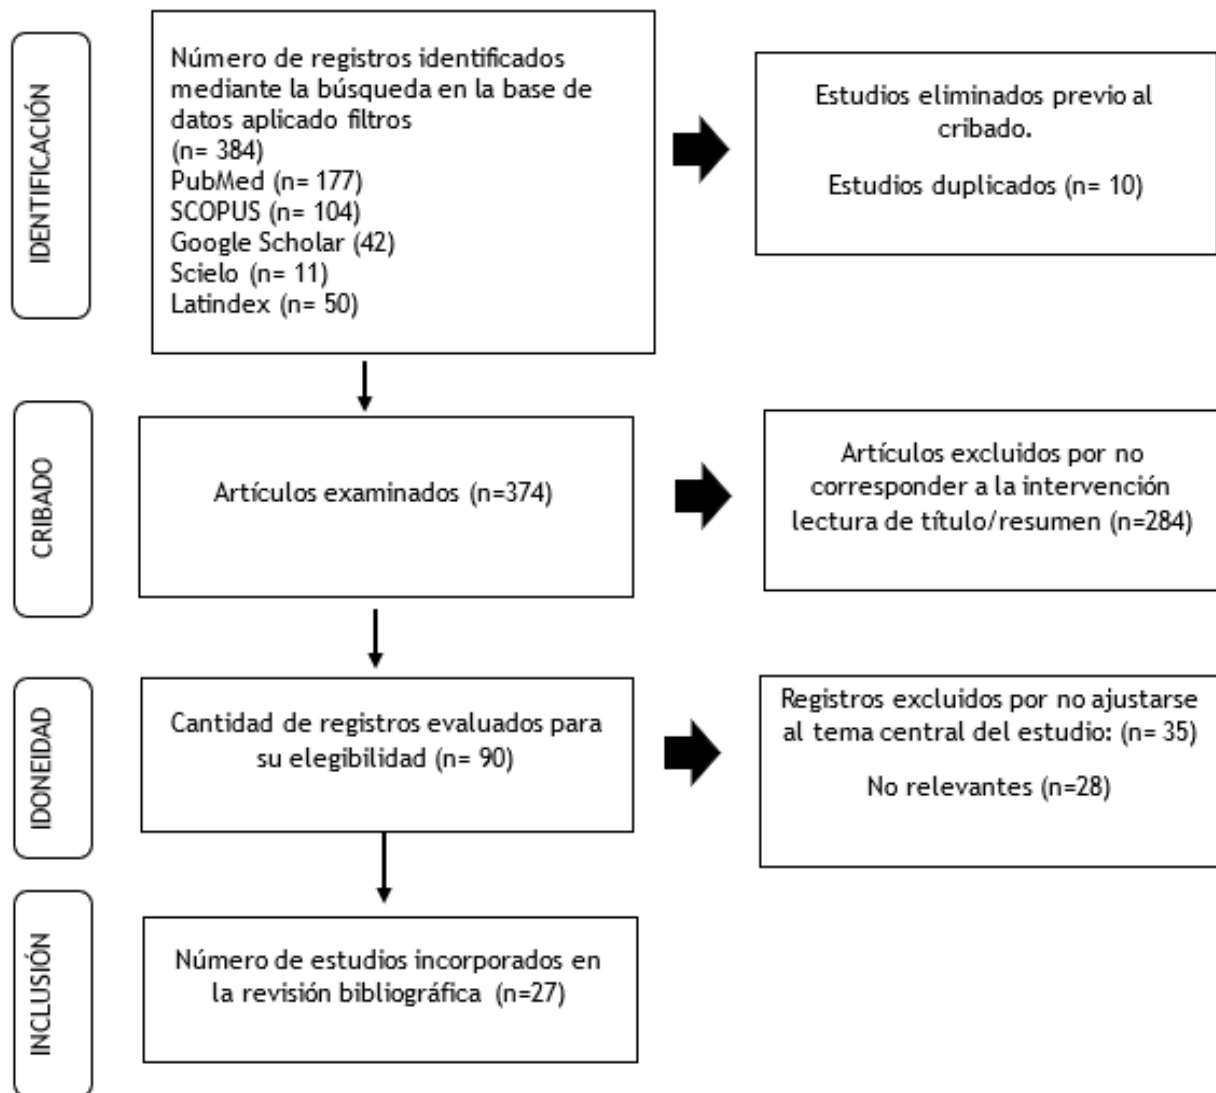 IDENTIFICACIÓN
Número de registros identificados
mediante la búsqueda en la base de
datos aplicado filtros
(n= 384)
PubMed (n= 177)
SCOPUS (n= 104)
Google Scholar (42)
Scielo (n= 11)
Latindex (n= 50)
Estudios eliminados previo al
cribado.
Estudios duplicados (n= 10)
CRIBADO
Artículos examinados (n=374)
Artículos excluidos por no
corresponder a la intervención
lectura de título/resumen (n=284)
IDONEIDAD
Cantidad de registros evaluados para
su elegibilidad (n= 90)
Registros excluidos por no ajustarse
al tema central del estudio: (n= 35)
No relevantes (n=28)
INCLUSIÓN
Número de estudios incorporados en
la revisión bibliográfica (n=27)